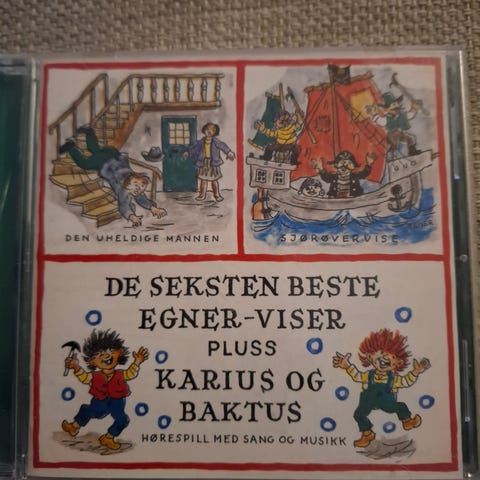 DEN UHELDIGE MANNEN
SJØRØVERVISE
DE SEKSTEN BESTE
EGNER-VISER
PLUSS
KARIUS OG
BAKTUS
HØRESPILL MED SANG OG MUSIKK